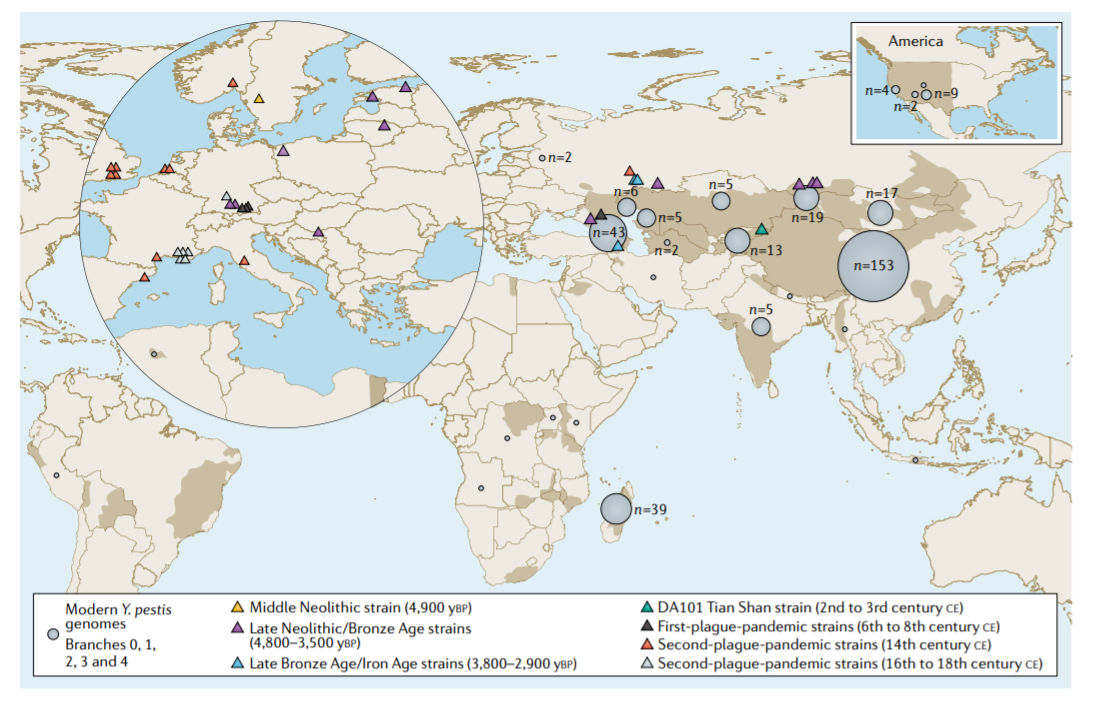 America
n=4
n=9
n=2
n=2
n=6
n=5
n=5
n=19
n=17
n=43
n=2
n=13
n=153
n=5
n=39
Modern Y. pestis
genomes
Branches 0, 1,
2, 3 and 4
Middle Neolithic strain (4,900 yBP)
Late Neolithic/Bronze Age strains
(4,800–3,500 yBP)
Late Bronze Age/Iron Age strains (3,800–2,900 yBP)
DA101 Tian Shan strain (2nd to 3rd century CE)
First-plague-pandemic strains (6th to 8th century CE)
Second-plague-pandemic strains (14th century CE)
Second-plague-pandemic strains (16th to 18th century CE)